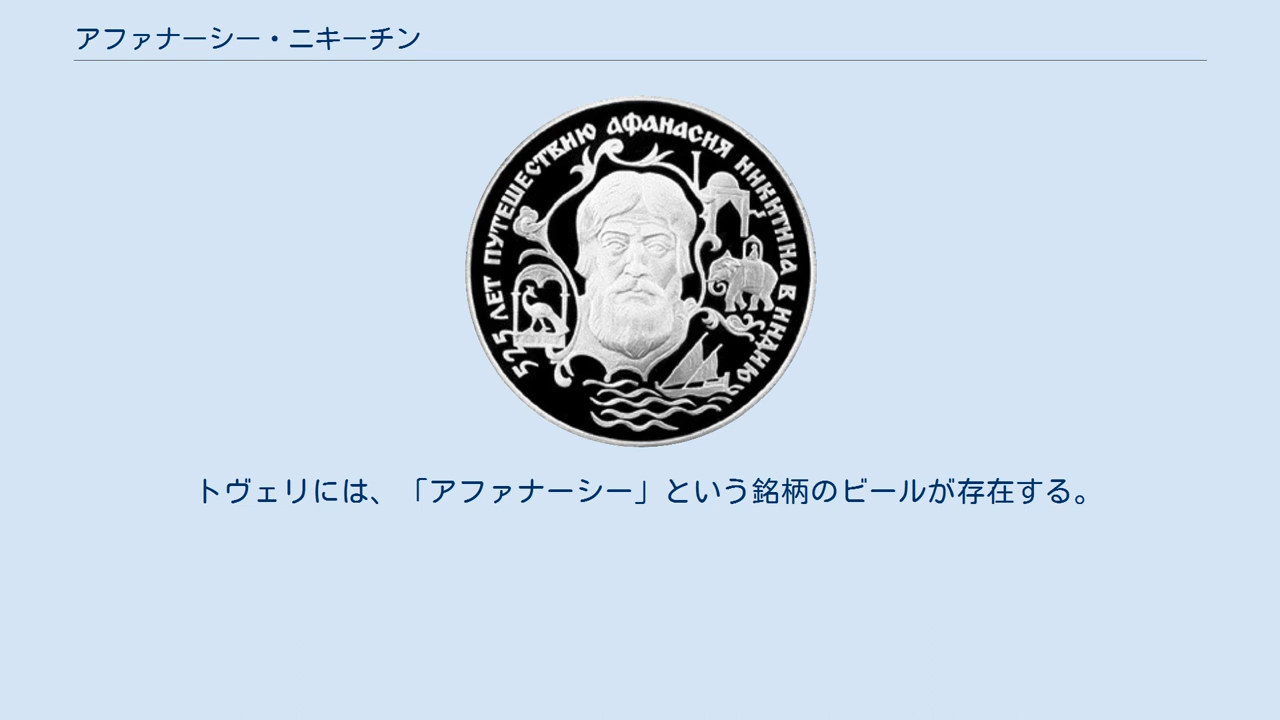 アファナーシー・ニキーチン
525 ЛЕТ ПУТЕШЕСТВИЮ АФАНАСИЯ НИКИТИНА В ИНДИЮ
トヴェリには、「アファナーシー」という銘柄のビールが存在する。